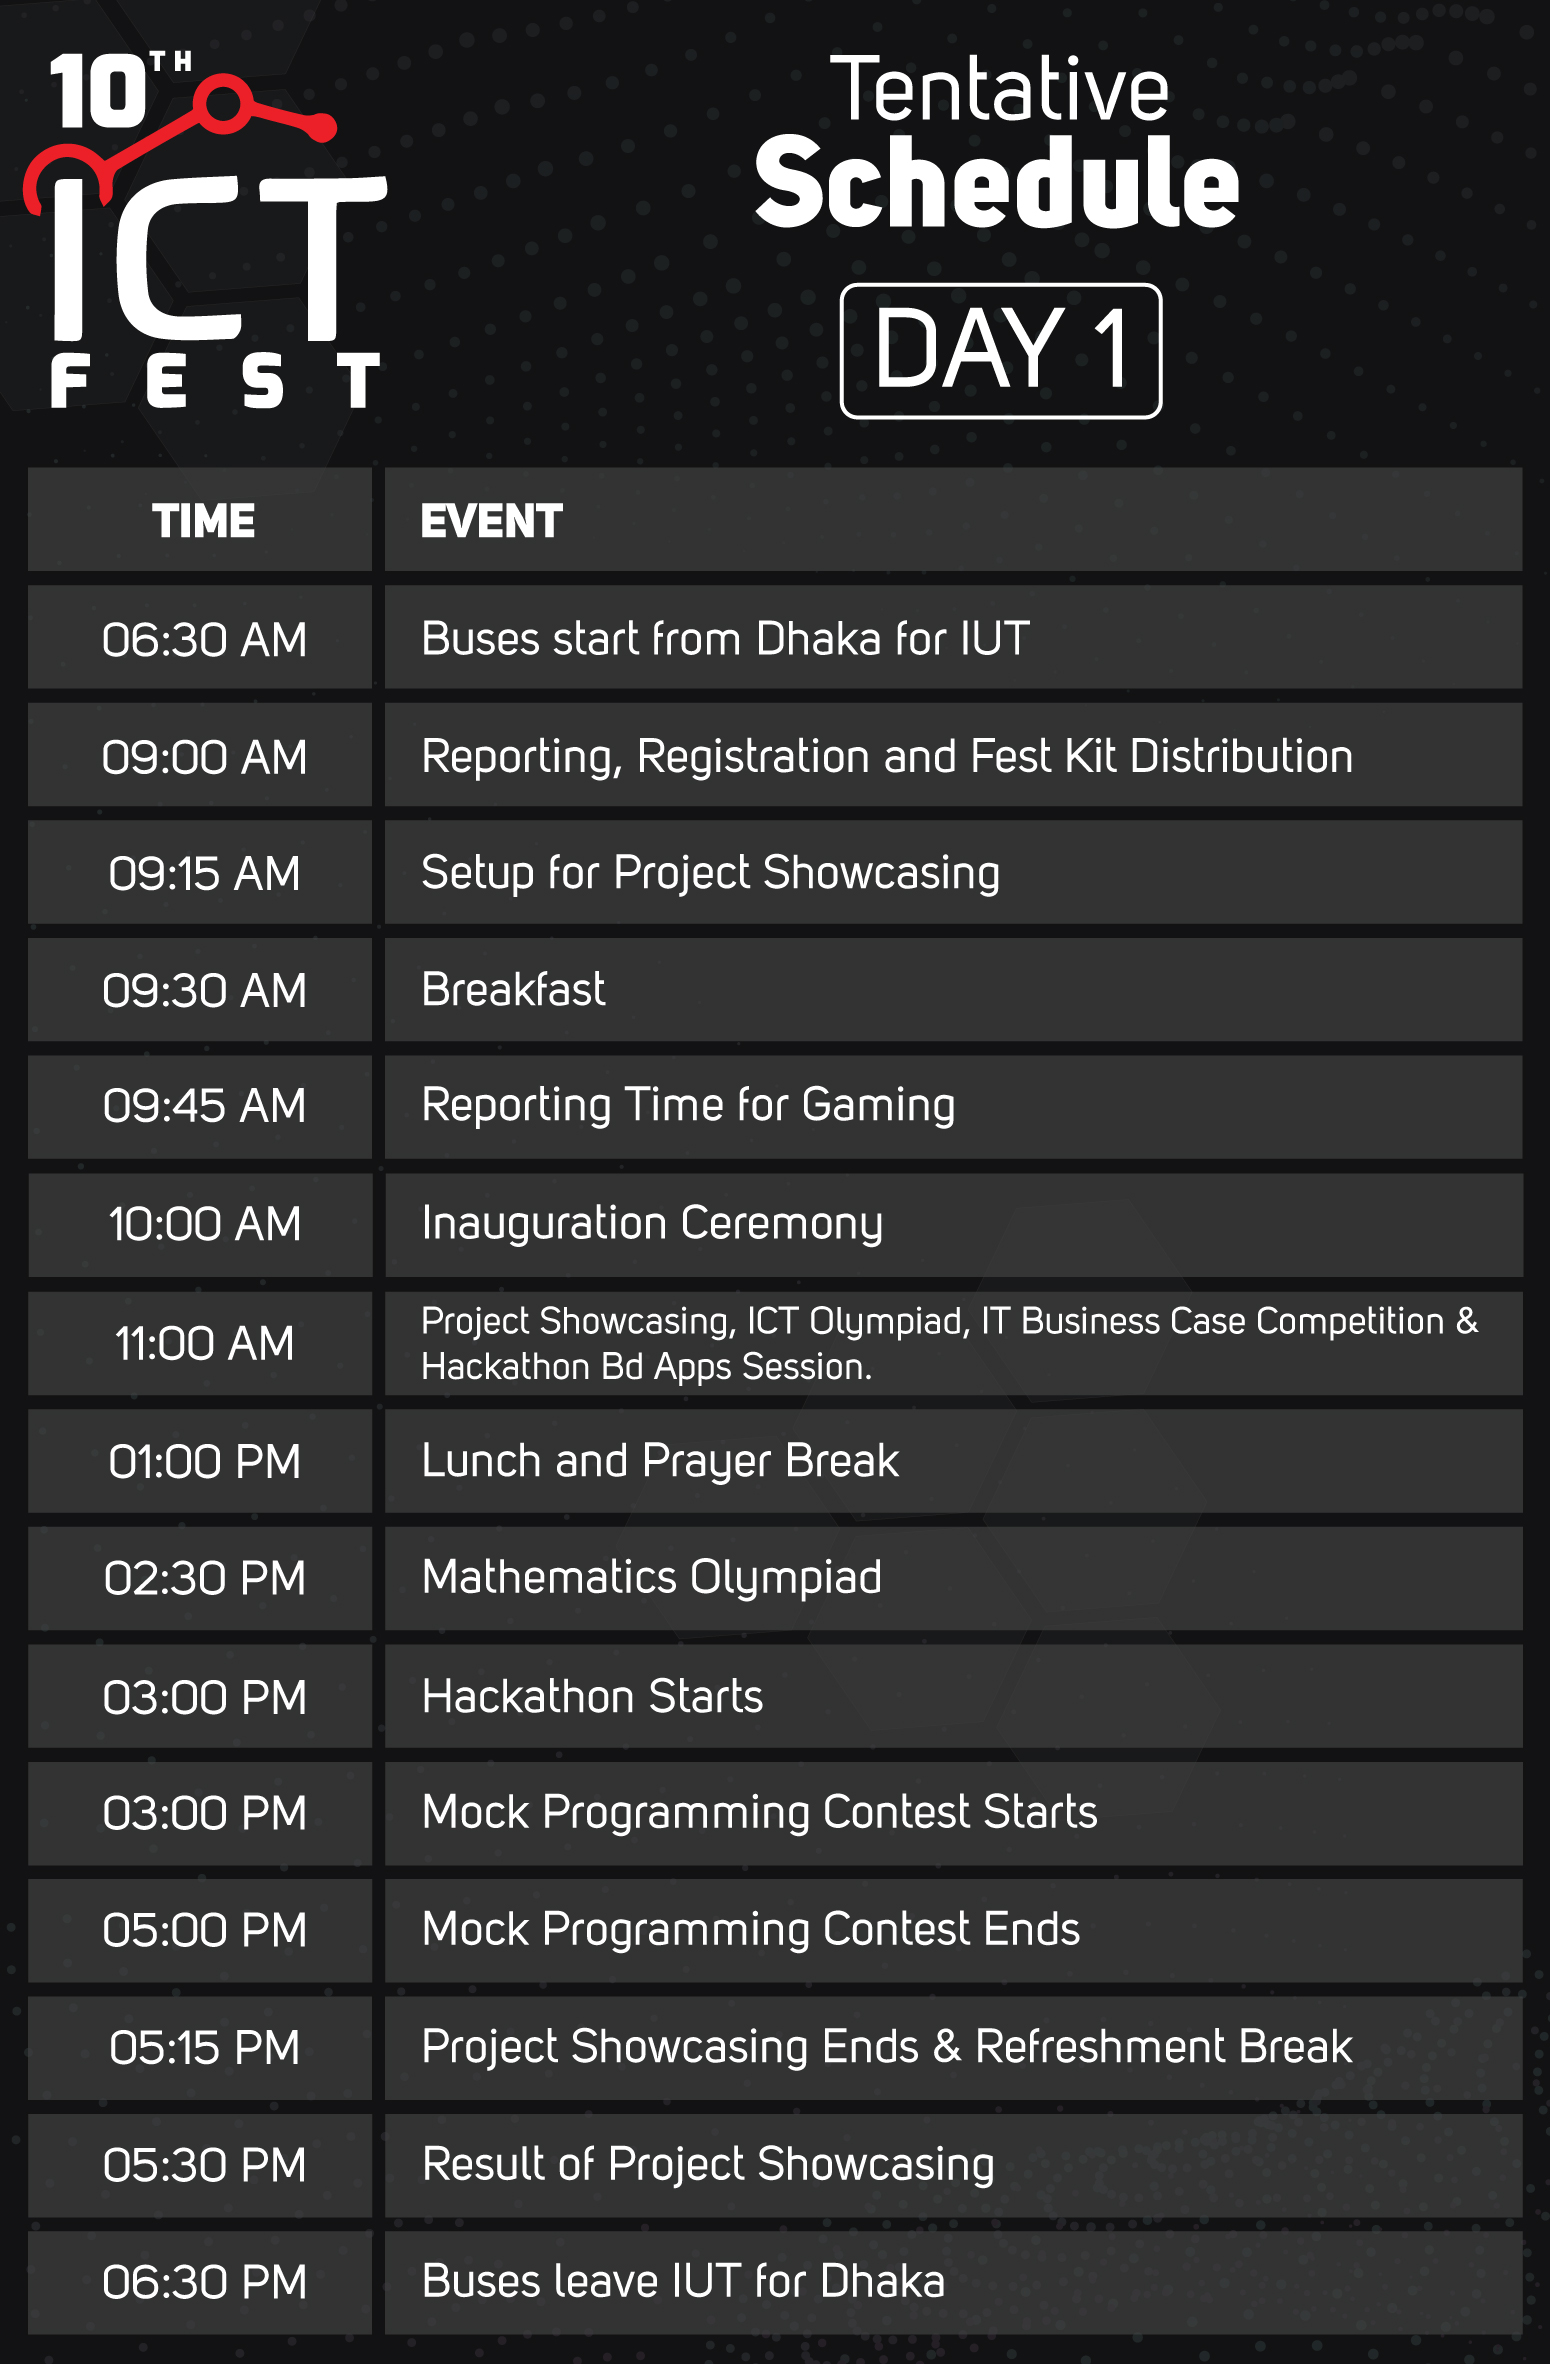 10TH
ICT
FEST
Tentative
Schedule
DAY 1
TIME EVENT
06:30 AM Buses start from Dhaka for IUT
09:00 AM Reporting, Registration and Fest Kit Distribution
09:15 AM Setup for Project Showcasing
09:30 AM Breakfast
09:45 AM Reporting Time for Gaming
10:00 AM Inauguration Ceremony
11:00 AM Project Showcasing, ICT Olympiad, IT Business Case Competition &
Hackathon Bd Apps Session.
01:00 PM Lunch and Prayer Break
02:30 PM Mathematics Olympiad
03:00 PM Hackathon Starts
03:00 PM Mock Programming Contest Starts
05:00 PM Mock Programming Contest Ends
05:15 PM Project Showcasing Ends & Refreshment Break
05:30 PM Result of Project Showcasing
06:30 PM Buses leave IUT for Dhaka